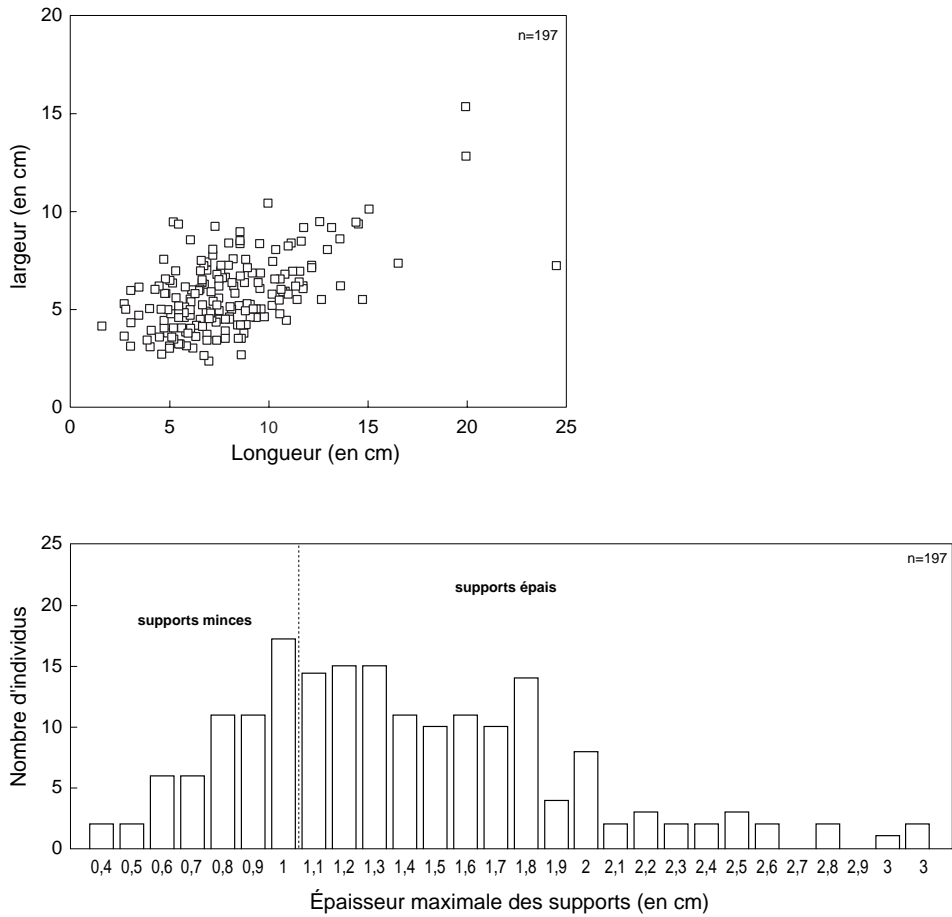 20
n=197
15
largeur (en cm)
10
5
0
0 5 10 15 20 25
Longueur (en cm)
25
n=197
supports épais
20
supports minces
Nombre d'individus
15
10
5
0
0,4 0,5 0,6 0,7 0,8 0,9 1 1,1 1,2 1,3 1,4 1,5 1,6 1,7 1,8 1,9 2 2,1 2,2 2,3 2,4 2,5 2,6 2,7 2,8 2,9 3 3
Épaisseur maximale des supports (en cm)